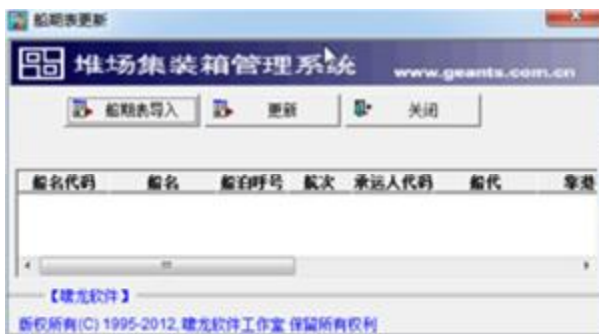 船期表更新
堆场集装箱管理系统 www.geants.com.cn
船期表导入 更新 关闭
船名代码 船名 船舶呼号 航次 承运人代码 船代 靠港
【建龙软件】
版权所有(C) 1995-2012, 建龙软件工作室 保留所有权利